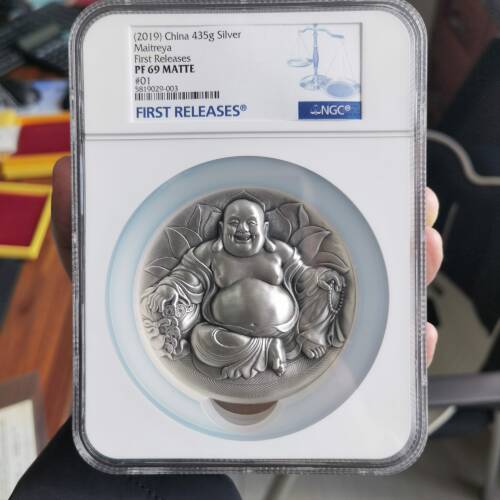 (2019) China 435g Silver
Maitreya
First Releases
PF 69 MATTE
#01
5819029-003
FIRST RELEASES®
NGC®